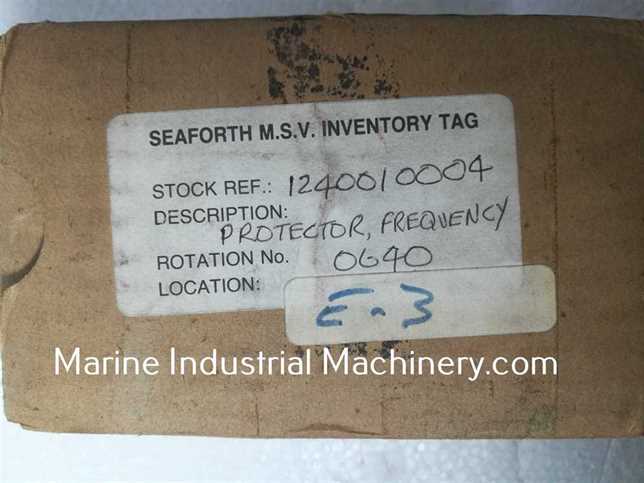 SEAFORTH M.S.V. INVENTORY TAG
STOCK REF.: 1240010004
DESCRIPTION:
PROTECTOR, FREQUENCY
ROTATION No. 0640
LOCATION: E-3
Marine Industrial Machinery.com